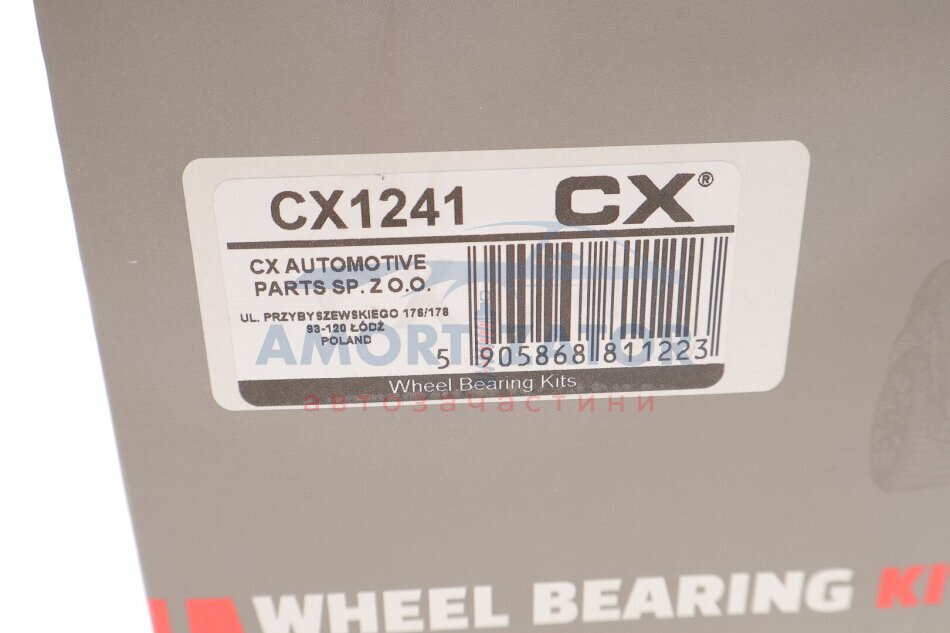 CX1241 CX®
CX AUTOMOTIVE
PARTS SP. Z O.O.
UL. PRZYBYSZEWSKIEGO 176/178
93-120 ŁÓDŹ
POLAND
5 905868 811223
Wheel Bearing Kits
AMORTIZATOR
автозачастини
WHEEL BEARING KI